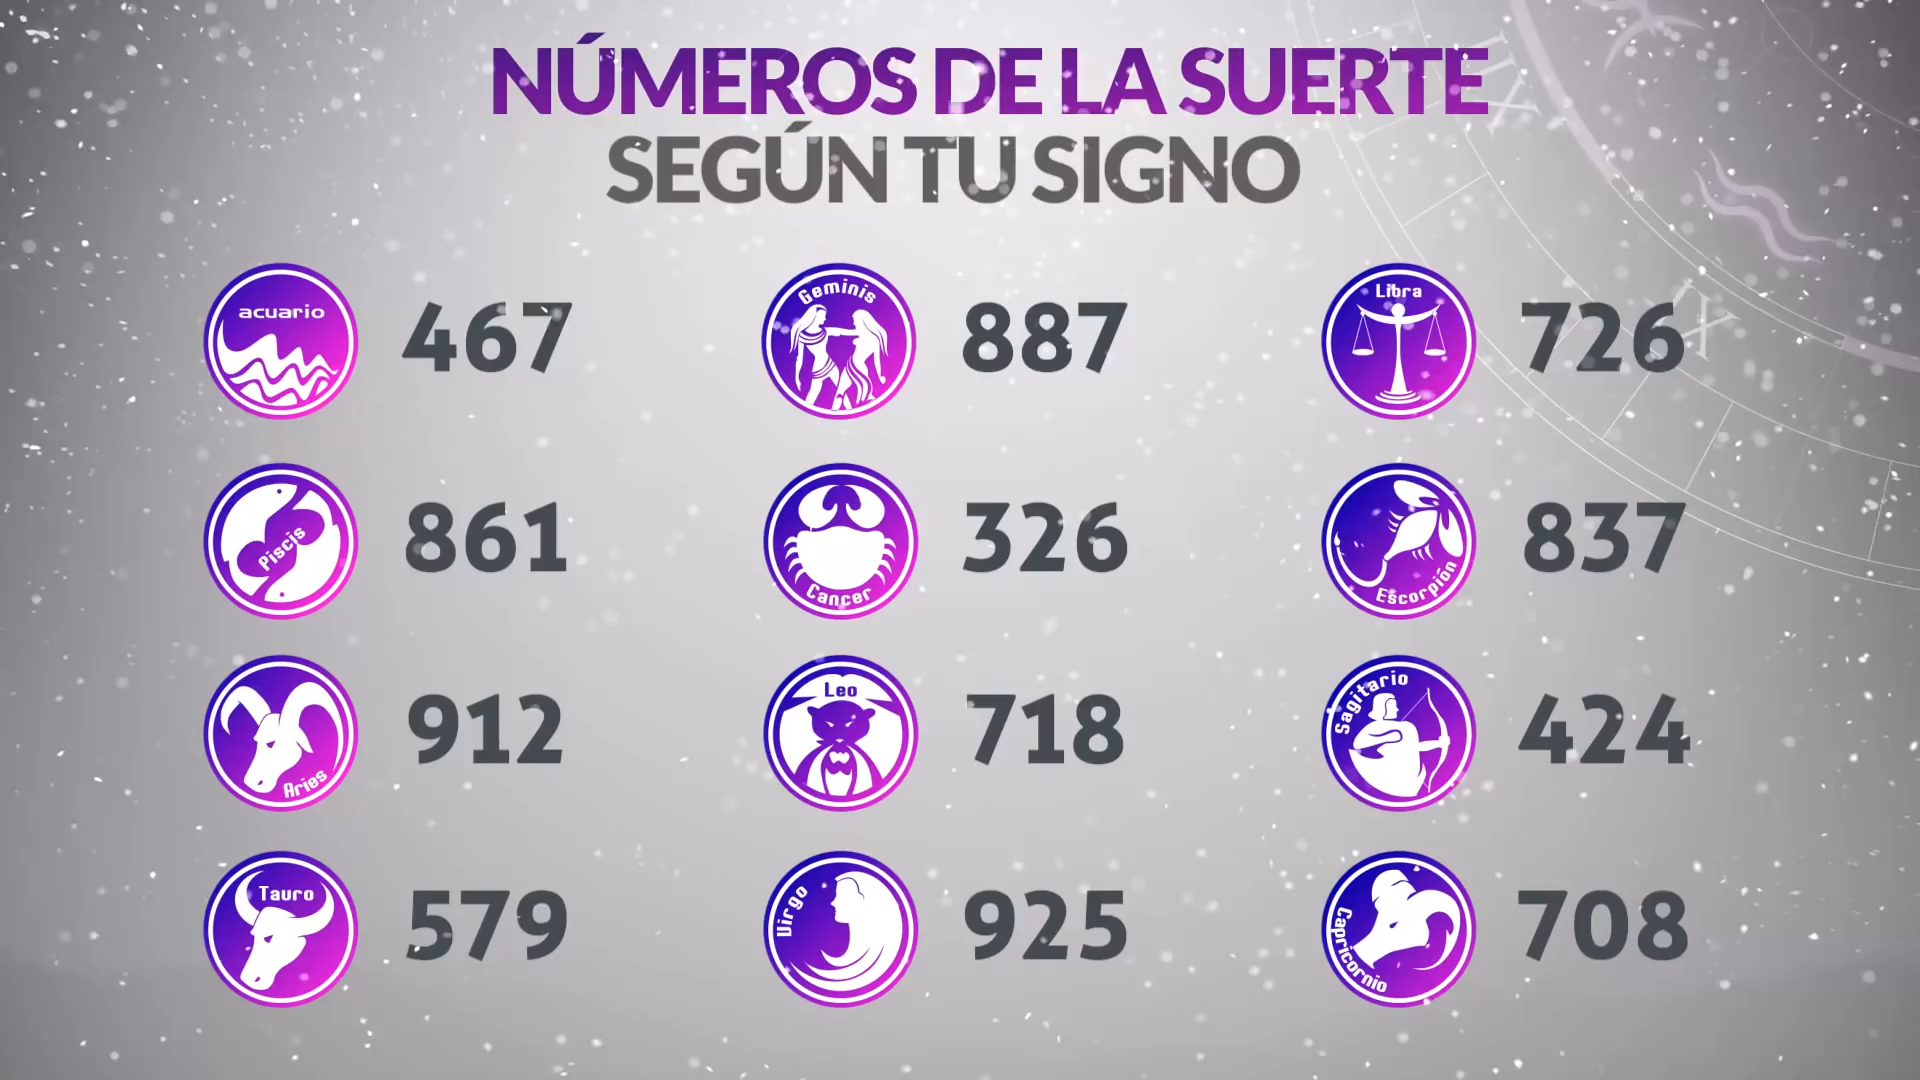 NÚMEROS DE LA SUERTE
SEGÚN TU SIGNO
acuario
467
Geminis
887
Libra
726
Piscis
861
Cancer
326
Escorpión
837
Aries
912
Leo
718
Sagitario
424
Tauro
579
Virgo
925
Capricornio
708